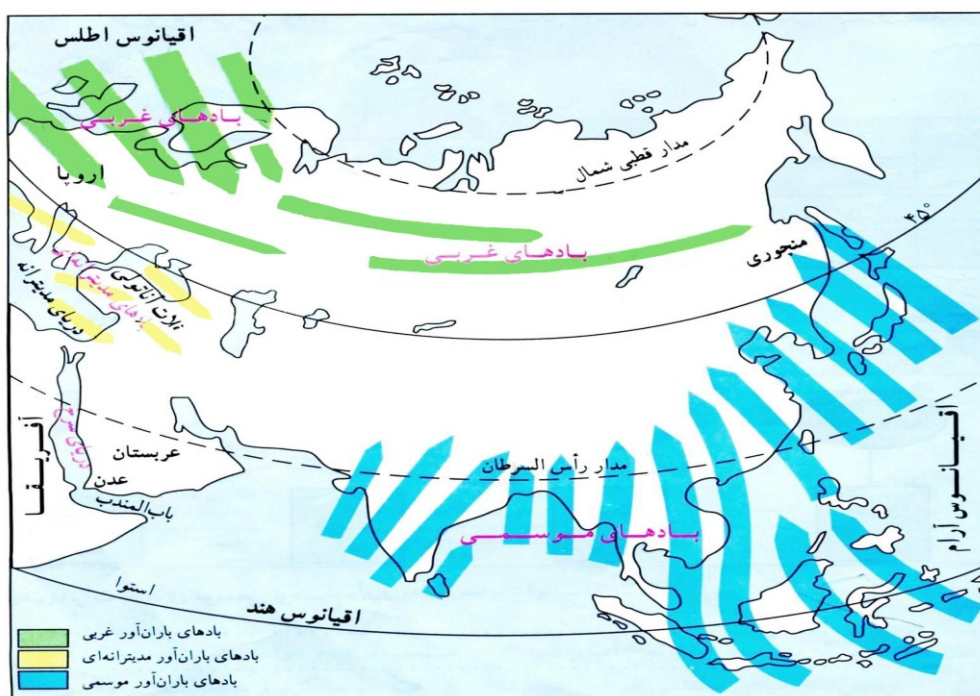 اقیانوس اطلس
بادهای غربی
مدار قطبی شمال
اروپا
۴۵°
منچوری
بادهای غربی
بادهای مدیترانه‌ای
فلات آناتولی
دریای مدیترانه
اقیانوس آرام
آفریقا
دریای سرخ
عربستان
عدن
باب‌المندب
مدار رأس السرطان
بادهای موسمی
استوا
اقیانوس هند
بادهای باران‌آور غربی
بادهای باران‌آور مدیترانه‌ای
بادهای باران‌آور موسمی